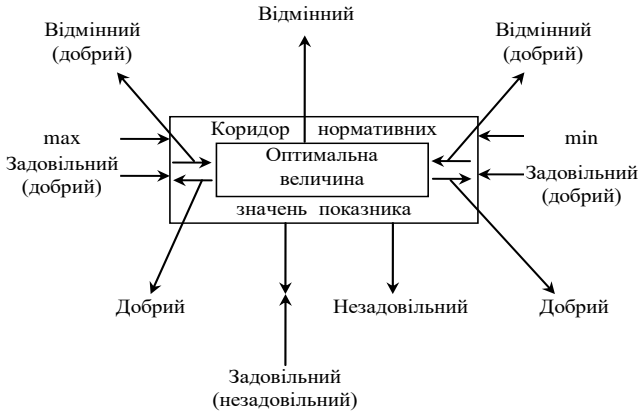 Відмінний
Відмінний
(добрий)
Відмінний
(добрий)
Коридор нормативних
max
min
Оптимальна
величина
Задовільний
(добрий)
Задовільний
(добрий)
значень показника
Добрий
Незадовільний
Добрий
Задовільний
(незадовільний)